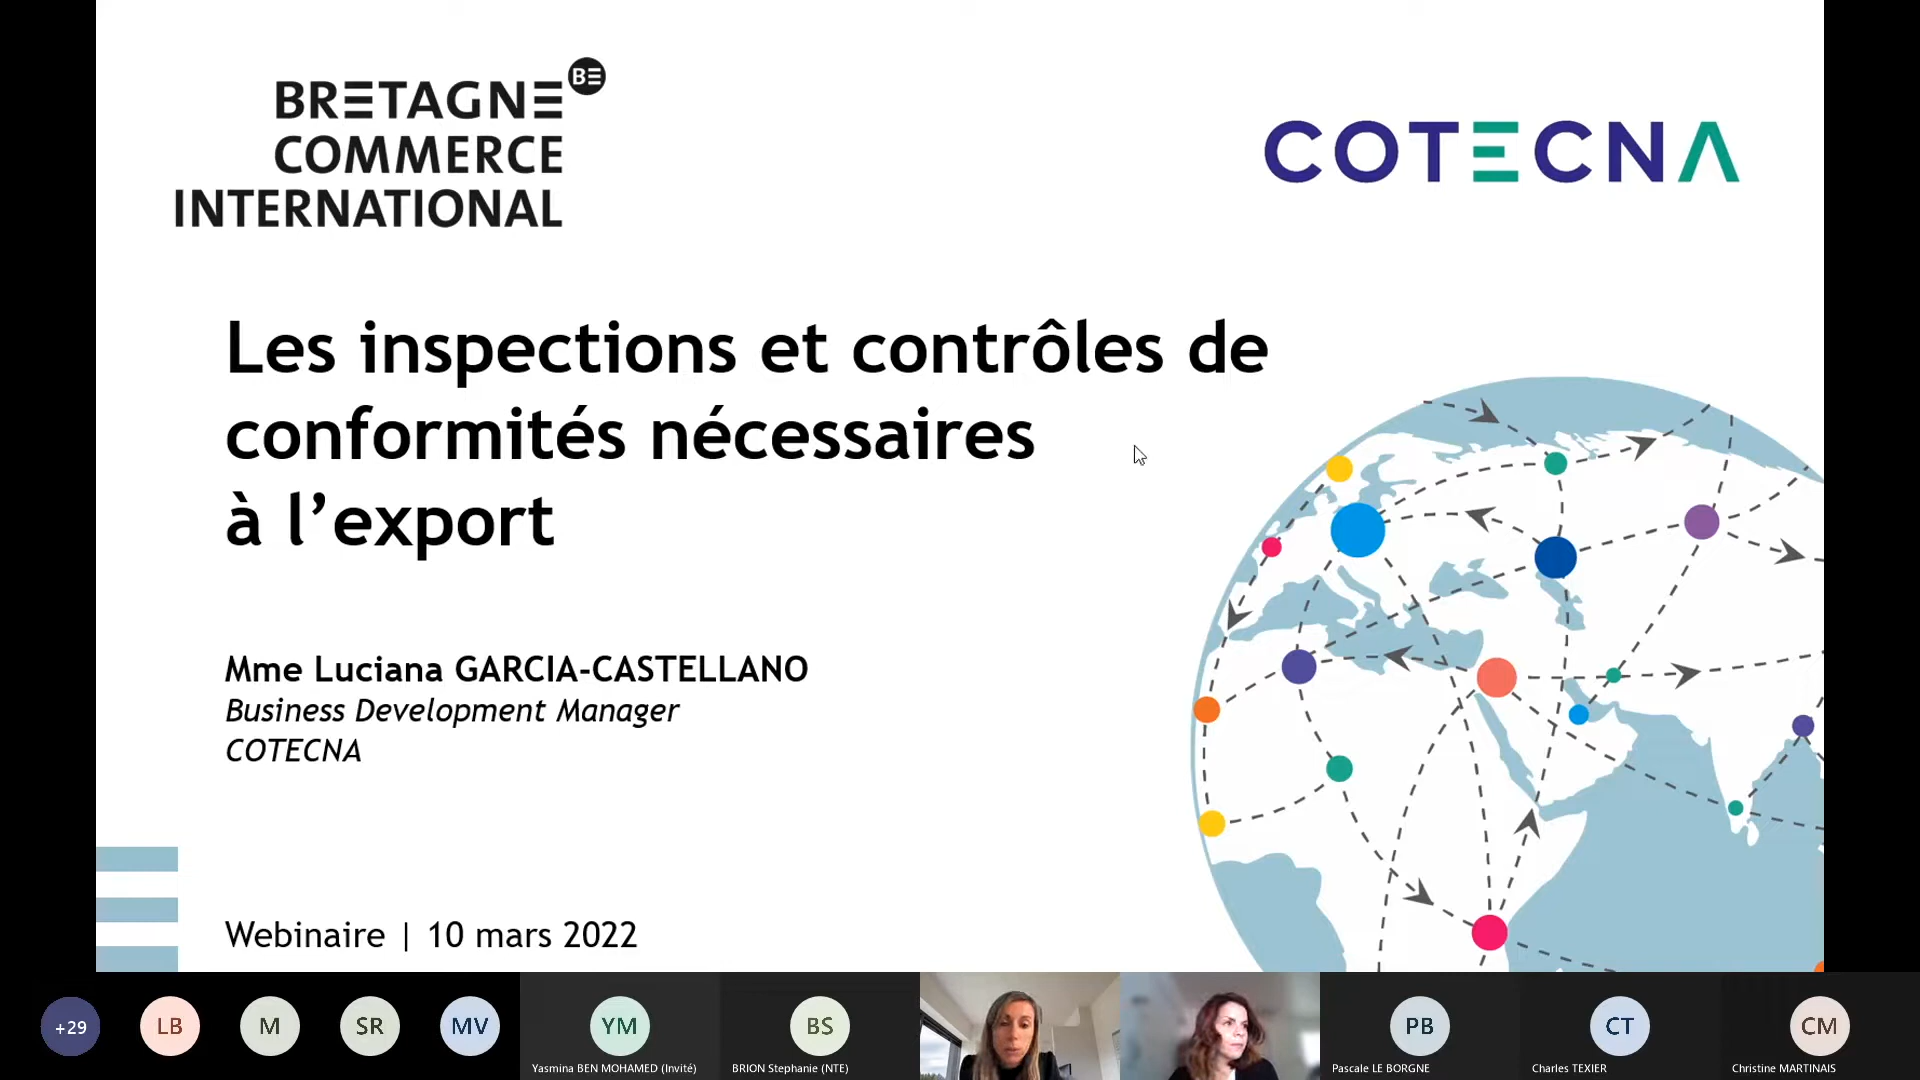 BRETAGNE BE
COMMERCE
INTERNATIONAL
COTECNA
Les inspections et contrôles de
conformités nécessaires
à l’export
Mme Luciana GARCIA-CASTELLANO
Business Development Manager
COTECNA
Webinaire | 10 mars 2022
+29
LB
M
SR
MV
YM
BS
PB
CT
CM
Yasmina BEN MOHAMED (Invité)
BRION Stephanie (NTE)
Pascale LE BORGNE
Charles TEXIER
Christine MARTINAIS